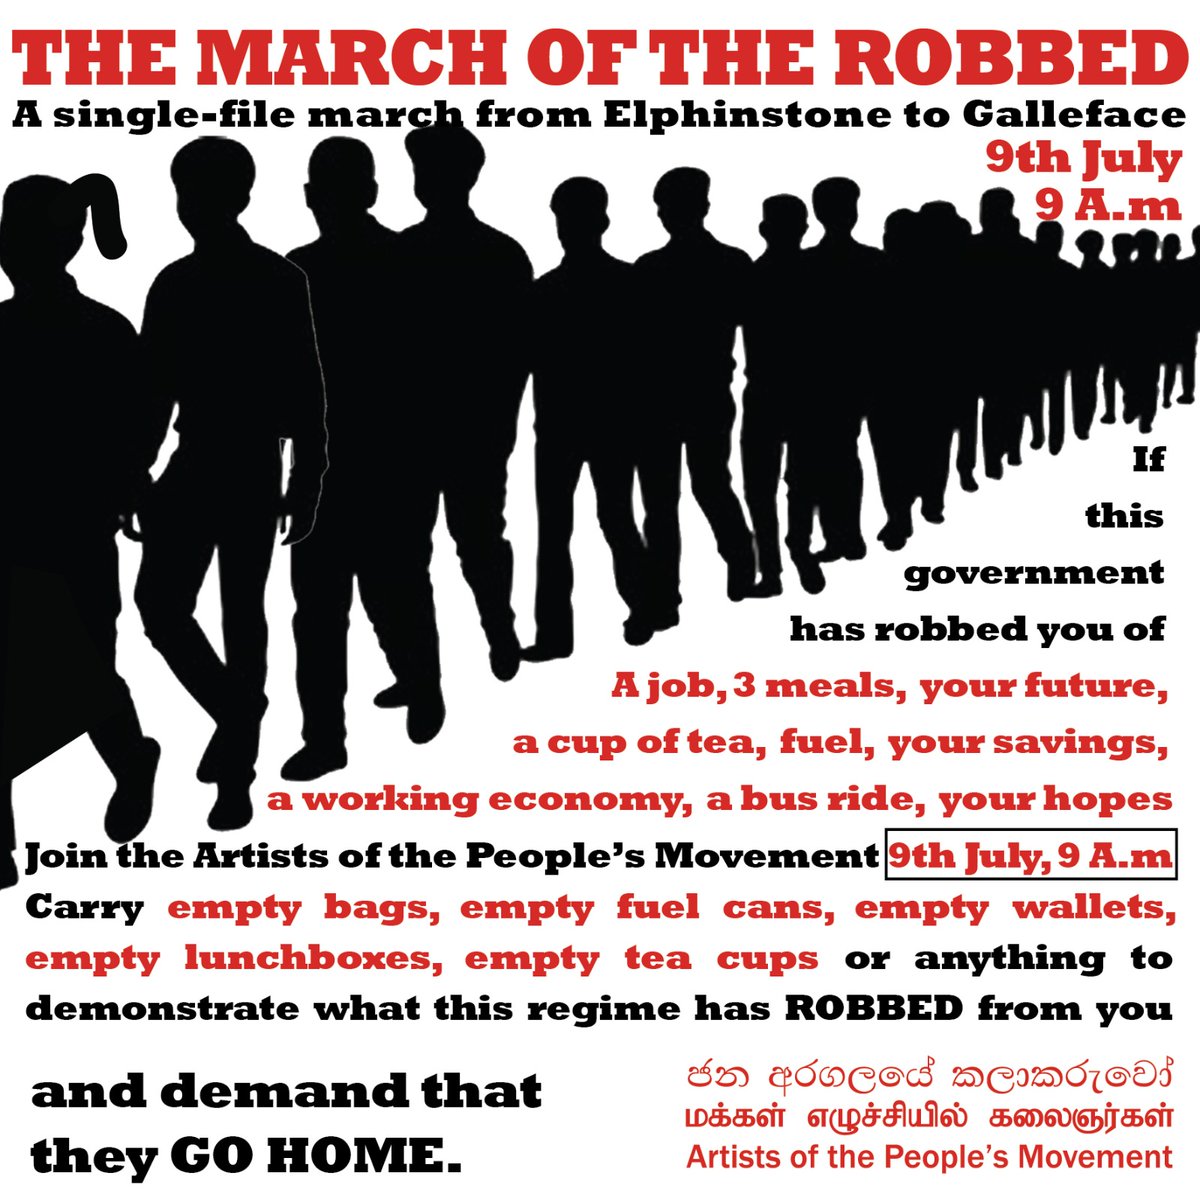 THE MARCH OF THE ROBBED
A single-file march from Elphinstone to Galleface
9th July
9 A.m
If
this
government
has robbed you of
A job, 3 meals, your future,
a cup of tea, fuel, your savings,
a working economy, a bus ride, your hopes
Join the Artists of the People’s Movement 9th July, 9 A.m
Carry empty bags, empty fuel cans, empty wallets,
empty lunchboxes, empty tea cups or anything to
demonstrate what this regime has ROBBED from you
and demand that
they GO HOME.
ජන අරගලයේ කලාකරුවෝ
மக்கள் எழுச்சியில் கலைஞர்கள்
Artists of the People’s Movement